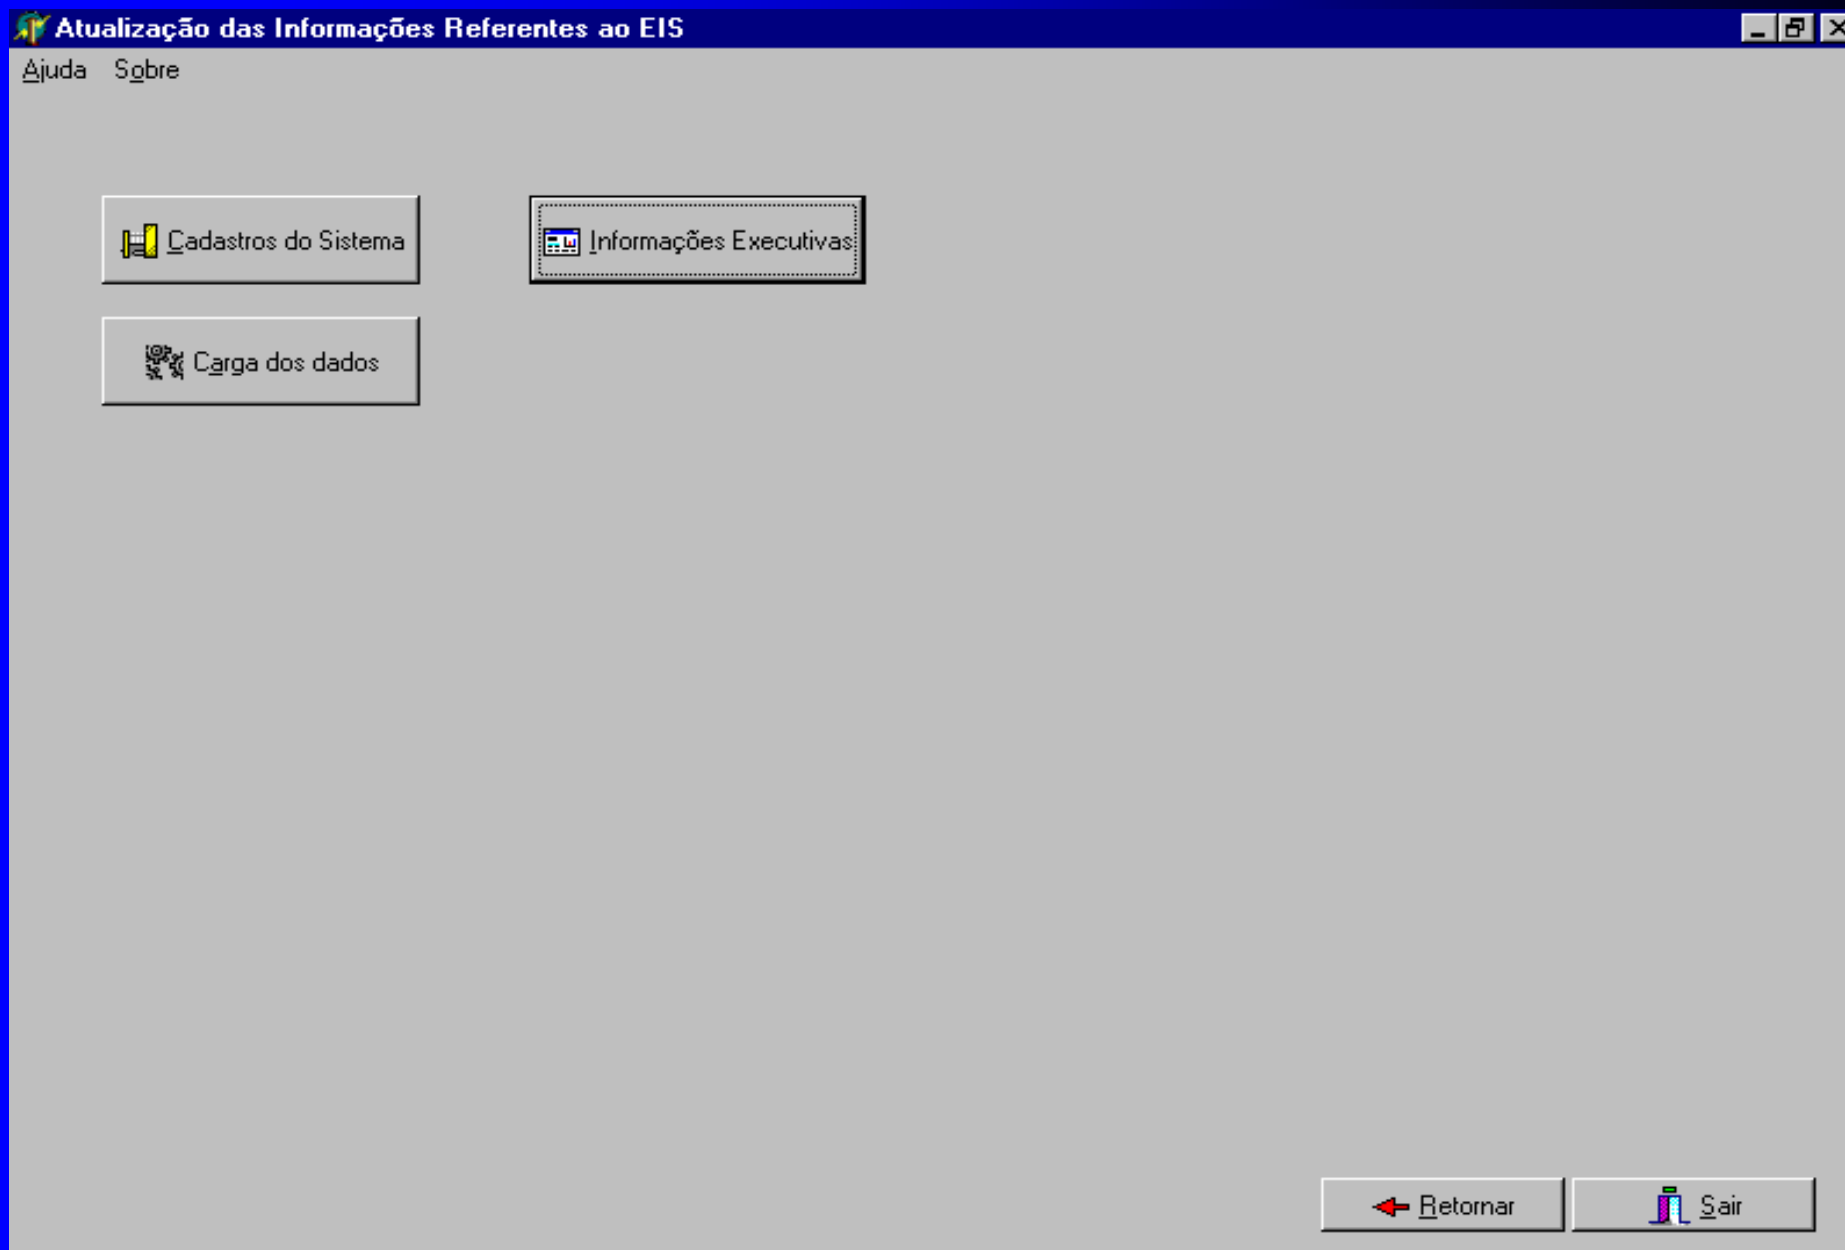 Atualização das Informações Referentes ao EIS
Ajuda Sobre
Cadastros do Sistema Informações Executivas
Carga dos dados
Retornar Sair